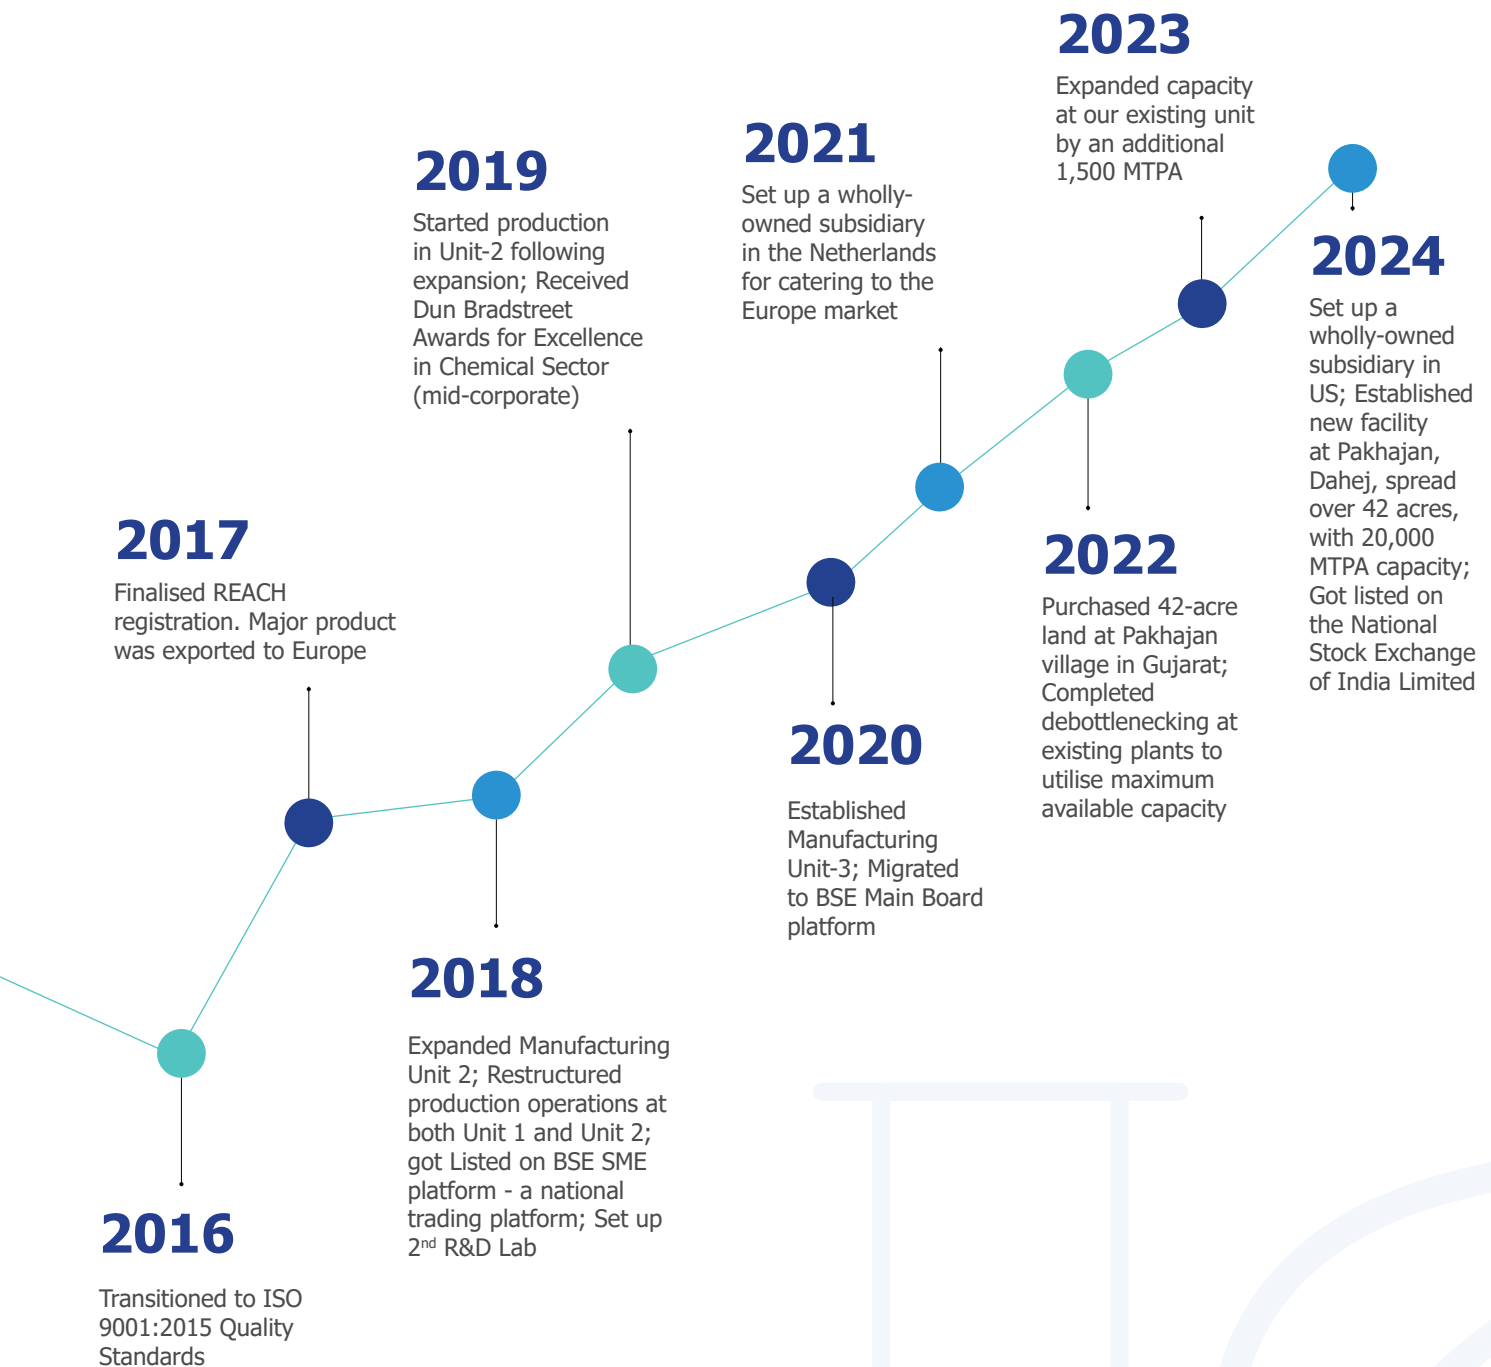 2016
Transitioned to ISO
9001:2015 Quality
Standards
2017
Finalised REACH
registration. Major product
was exported to Europe
2018
Expanded Manufacturing
Unit 2; Restructured
production operations at
both Unit 1 and Unit 2;
got Listed on BSE SME
platform - a national
trading platform; Set up
2nd R&D Lab
2019
Started production
in Unit-2 following
expansion; Received
Dun Bradstreet
Awards for Excellence
in Chemical Sector
(mid-corporate)
2020
Established
Manufacturing
Unit-3; Migrated
to BSE Main Board
platform
2021
Set up a wholly-
owned subsidiary
in the Netherlands
for catering to the
Europe market
2022
Purchased 42-acre
land at Pakhajan
village in Gujarat;
Completed
debottlenecking at
existing plants to
utilise maximum
available capacity
2023
Expanded capacity
at our existing unit
by an additional
1,500 MTPA
2024
Set up a
wholly-owned
subsidiary in
US; Established
new facility
at Pakhajan,
Dahej, spread
over 42 acres,
with 20,000
MTPA capacity;
Got listed on
the National
Stock Exchange
of India Limited